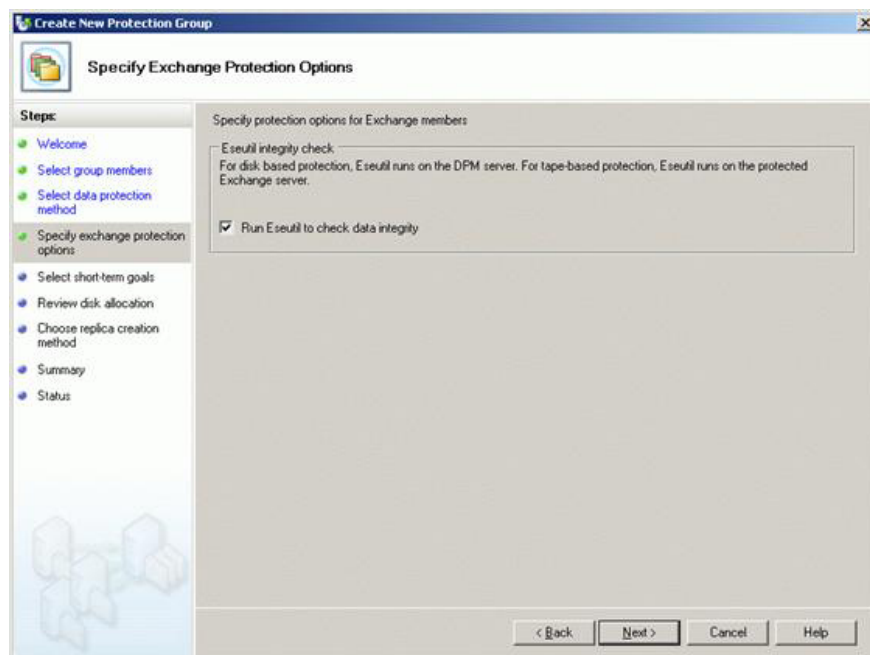 Create New Protection Group
Specify Exchange Protection Options
Steps:
Welcome
Select group members
Select data protection
method
Specify exchange protection
options
Select short-term goals
Review disk allocation
Choose replica creation
method
Summary
Status
Specify protection options for Exchange members
Eseutil integrity check
For disk based protection, Eseutil runs on the DPM server. For tape-based protection, Eseutil runs on the protected
Exchange server.
Run Eseutil to check data integrity
< Back
Next >
Cancel
Help